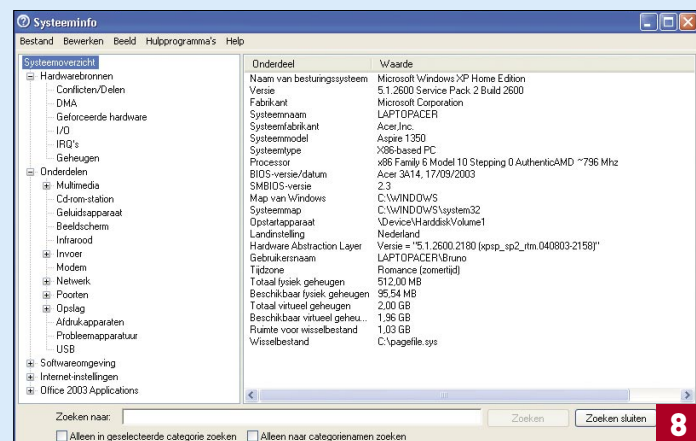 Systeeminfo
Bestand Bewerken Beeld Hulpprogramma's Help
Systeemoverzicht
Hardwarebronnen
Conflicten/Delen
DMA
Geforceerde hardware
I/O
IRQ's
Geheugen
Onderdelen
Multimedia
Cd-rom-station
Geluidsapparaat
Beeldscherm
Infrarood
Invoer
Modem
Netwerk
Poorten
Opslag
Afdrukapparaten
Probleemapparatuur
USB
Softwareomgeving
Internet-instellingen
Office 2003 Applications
Onderdeel Waarde
Naam van besturingssysteem Microsoft Windows XP Home Edition
Versie 5.1.2600 Service Pack 2 Build 2600
Fabrikant Microsoft Corporation
Systeemnaam LAPTOPACER
Systeemfabrikant Acer,Inc.
Systeemmodel Aspire 1350
Systeemtype X86-based PC
Processor x86 Family 6 Model 10 Stepping 0 AuthenticAMD ~796 Mhz
BIOS-versie/datum Acer 3A14, 17/09/2003
SMBIOS-versie 2.3
Map van Windows C:\WINDOWS
Systeemmap C:\WINDOWS\system32
Opstartapparaat \Device\HarddiskVolume1
Landinstelling Nederland
Hardware Abstraction Layer Versie = "5.1.2600.2180 (xpsp_sp2_rtm.040803-2158)"
Gebruikersnaam LAPTOPACER\Bruno
Tijdzone Romance (zomertijd)
Totaal fysiek geheugen 512,00 MB
Beschikbaar fysiek geheugen 95,54 MB
Totaal virtueel geheugen 2,00 GB
Beschikbaar virtueel geheu... 1,96 GB
Ruimte voor wisselbestand 1,03 GB
Wisselbestand C:\pagefile.sys
Zoeken naar: Zoeken Zoeken sluiten
Alleen in geselecteerde categorie zoeken Alleen naar categorienamen zoeken
8